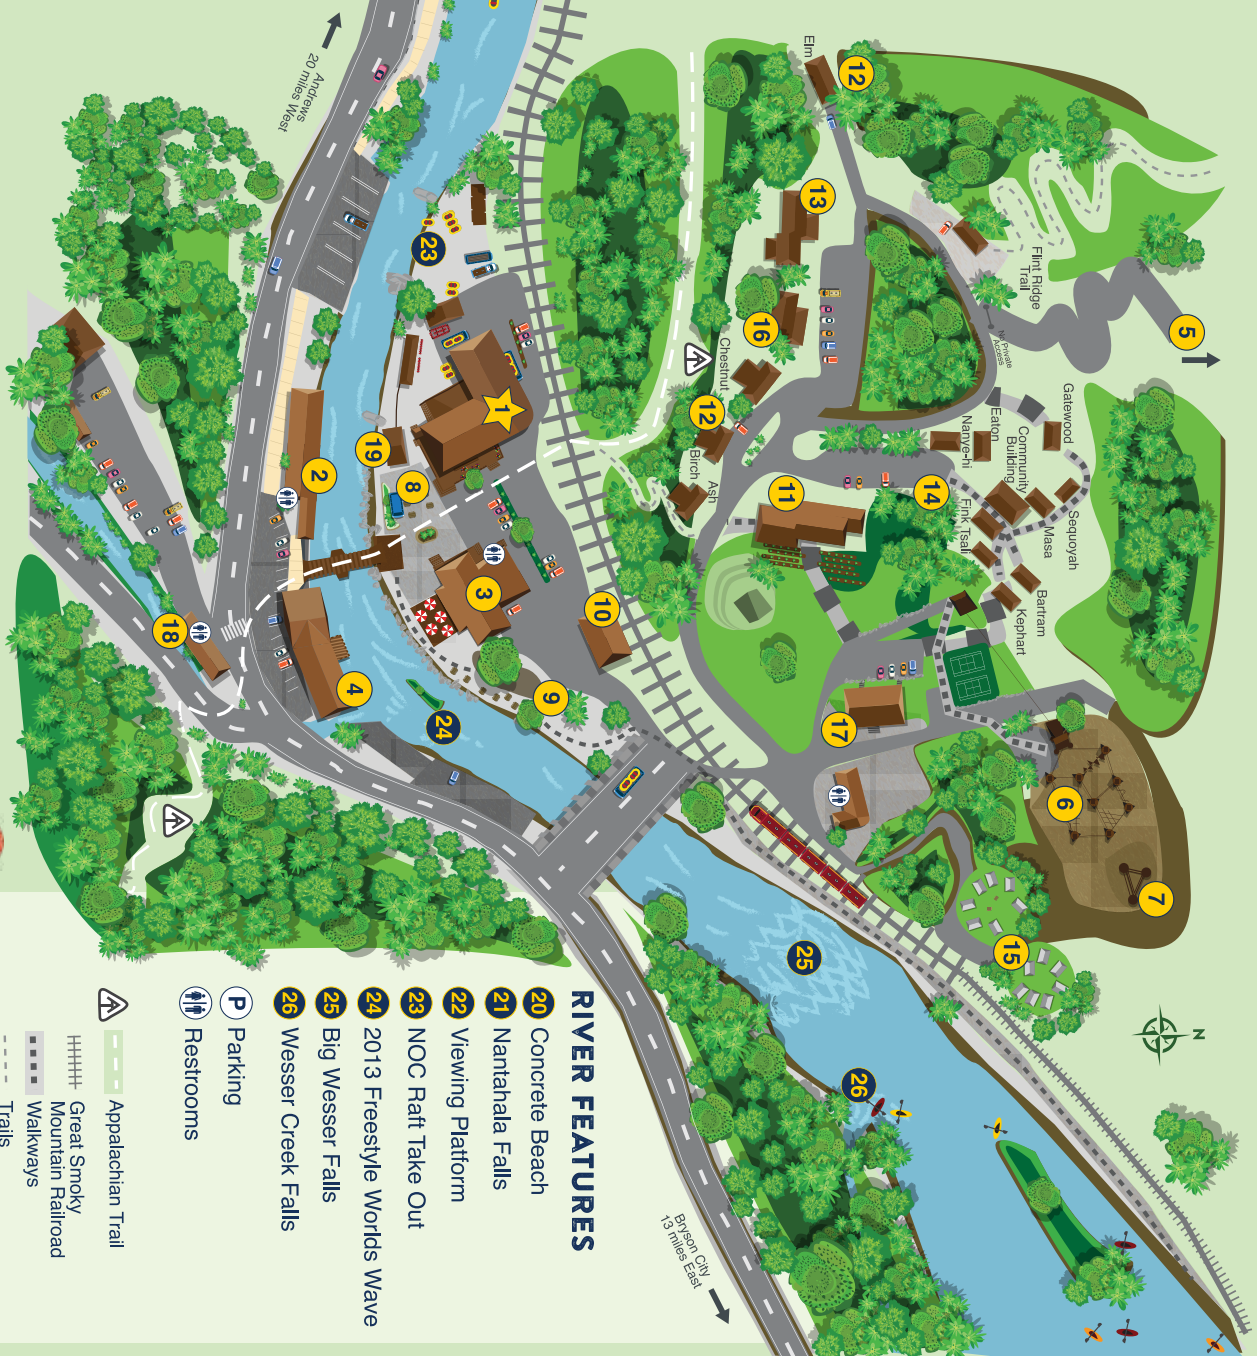 Andrews
20 miles West
Elm
12
13
16
Flint Ridge
Trail
Private
Access
5
Chestnut
12
Birch
Ash
11
14
Gatewood
Eaton
Nanye-hi
Community
Building
Sequoyah
Masa
Fink
Tsali
Bartram
Kephart
23
1
2
19
8
3
10
9
4
24
18
17
6
7
15
25
26
N
RIVER FEATURES
20 Concrete Beach
21 Nantahala Falls
22 Viewing Platform
23 NOC Raft Take Out
24 2013 Freestyle Worlds Wave
25 Big Wesser Falls
26 Wesser Creek Falls
P Parking
Restrooms
Appalachian Trail
Great Smoky
Mountain Railroad
Walkways
Trails
Bryson City
13 miles East